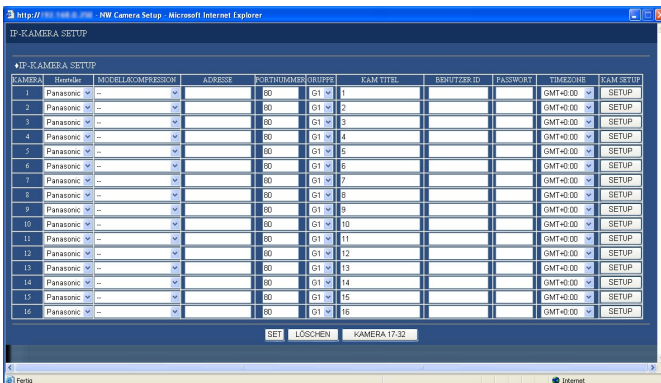 http:// - NW Camera Setup - Microsoft Internet Explorer
IP-KAMERA SETUP
♦IP-KAMERA SETUP
KAMERA Hersteller MODELL/KOMPRESSION ADRESSE PORTNUMMER GRUPPE KAM TITEL BENUTZER ID PASSWORT TIMEZONE KAM SETUP
1 Panasonic -- 80 G1 1 GMT+0:00 SETUP
2 Panasonic -- 80 G1 2 GMT+0:00 SETUP
3 Panasonic -- 80 G1 3 GMT+0:00 SETUP
4 Panasonic -- 80 G1 4 GMT+0:00 SETUP
5 Panasonic -- 80 G1 5 GMT+0:00 SETUP
6 Panasonic -- 80 G1 6 GMT+0:00 SETUP
7 Panasonic -- 80 G1 7 GMT+0:00 SETUP
8 Panasonic -- 80 G1 8 GMT+0:00 SETUP
9 Panasonic -- 80 G1 9 GMT+0:00 SETUP
10 Panasonic -- 80 G1 10 GMT+0:00 SETUP
11 Panasonic -- 80 G1 11 GMT+0:00 SETUP
12 Panasonic -- 80 G1 12 GMT+0:00 SETUP
13 Panasonic -- 80 G1 13 GMT+0:00 SETUP
14 Panasonic -- 80 G1 14 GMT+0:00 SETUP
15 Panasonic -- 80 G1 15 GMT+0:00 SETUP
16 Panasonic -- 80 G1 16 GMT+0:00 SETUP
SET LÖSCHEN KAMERA 17-32
Fertig Internet